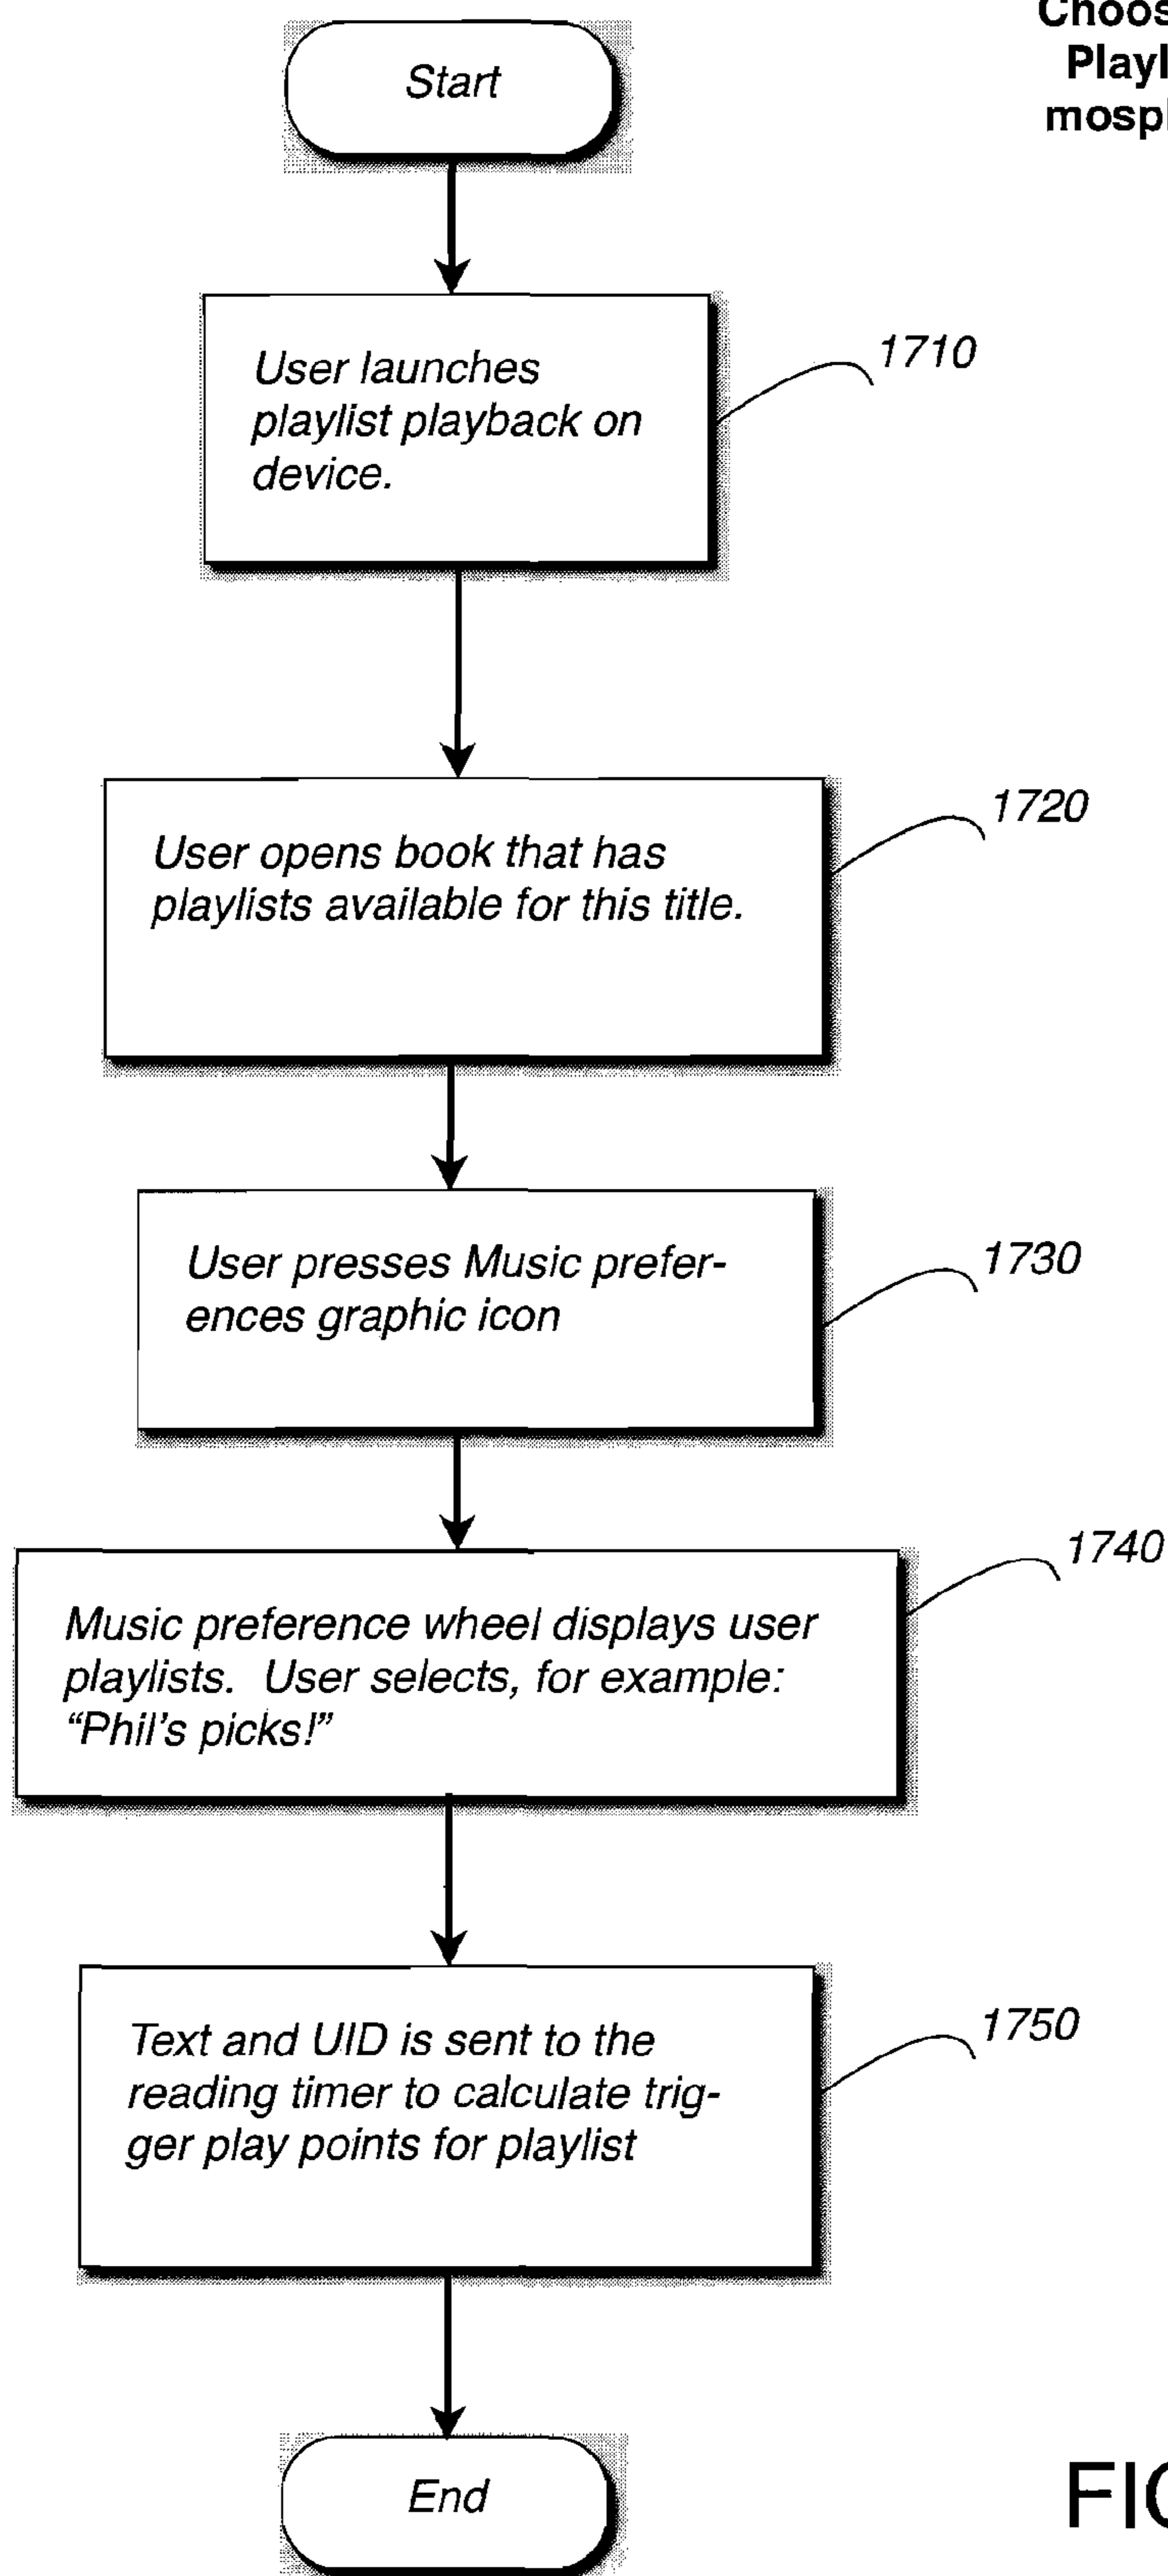 Choos
Playl
mospl
Start
User launches
playlist playback on
device.
1710
User opens book that has
playlists available for this title.
1720
User presses Music prefer-
ences graphic icon
1730
Music preference wheel displays user
playlists. User selects, for example:
“Phil’s picks!”
1740
Text and UID is sent to the
reading timer to calculate trig-
ger play points for playlist
1750
End
FIG